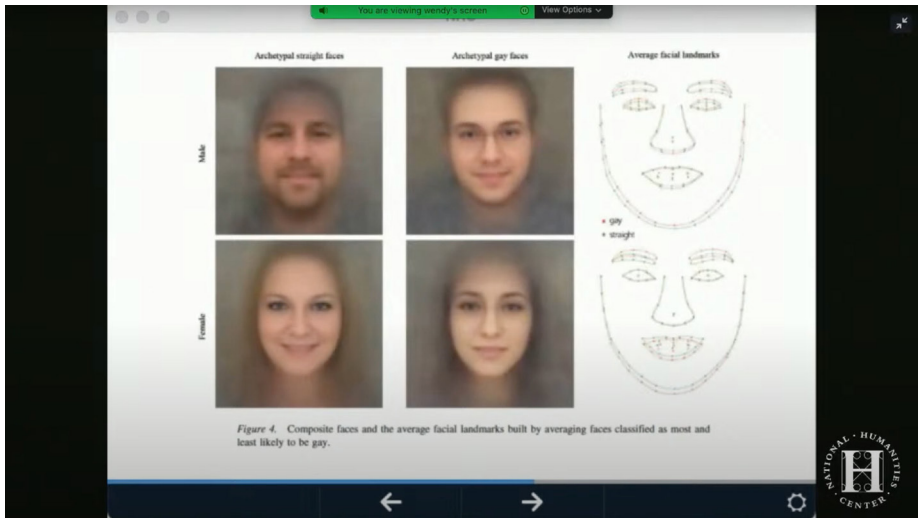 You are viewing wendy's screen
View Options
Archetypal straight faces
Archetypal gay faces
Average facial landmarks
Male
gay
straight
Female
Figure 4. Composite faces and the average facial landmarks built by averaging faces classified as most and
least likely to be gay.
NATIONAL · HUMANITIES
H
CENTER